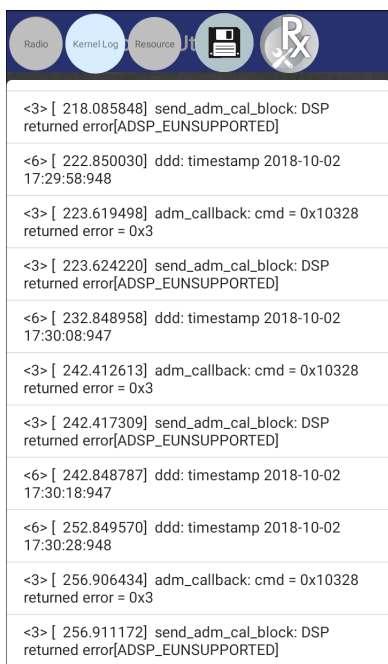 Radio
Kernel Log
Resource
Rx
<3> [  218.085848]  send_adm_cal_block: DSP
returned error[ADSP_EUNSUPPORTED]
<6> [  222.850030]  ddd: timestamp 2018-10-02
17:29:58:948
<3> [  223.619498]  adm_callback: cmd = 0x10328
returned error = 0x3
<3> [  223.624220]  send_adm_cal_block: DSP
returned error[ADSP_EUNSUPPORTED]
<6> [  232.848958]  ddd: timestamp 2018-10-02
17:30:08:947
<3> [  242.412613]  adm_callback: cmd = 0x10328
returned error = 0x3
<3> [  242.417309]  send_adm_cal_block: DSP
returned error[ADSP_EUNSUPPORTED]
<6> [  242.848787]  ddd: timestamp 2018-10-02
17:30:18:947
<6> [  252.849570]  ddd: timestamp 2018-10-02
17:30:28:948
<3> [  256.906434]  adm_callback: cmd = 0x10328
returned error = 0x3
<3> [  256.911172]  send_adm_cal_block: DSP
returned error[ADSP_EUNSUPPORTED]